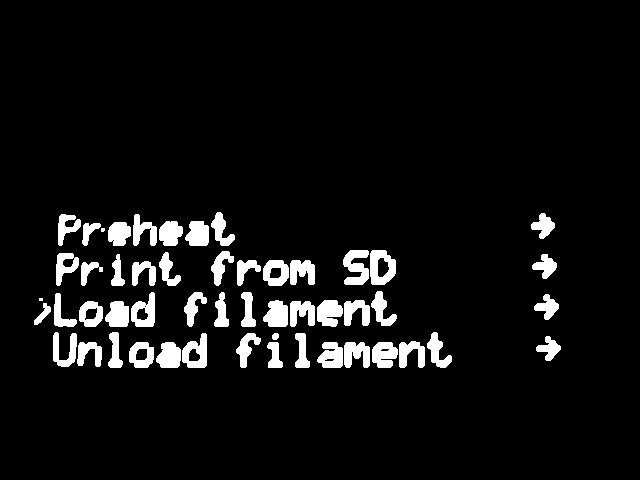 Preheat →
Print from SD →
>Load filament →
Unload filament →